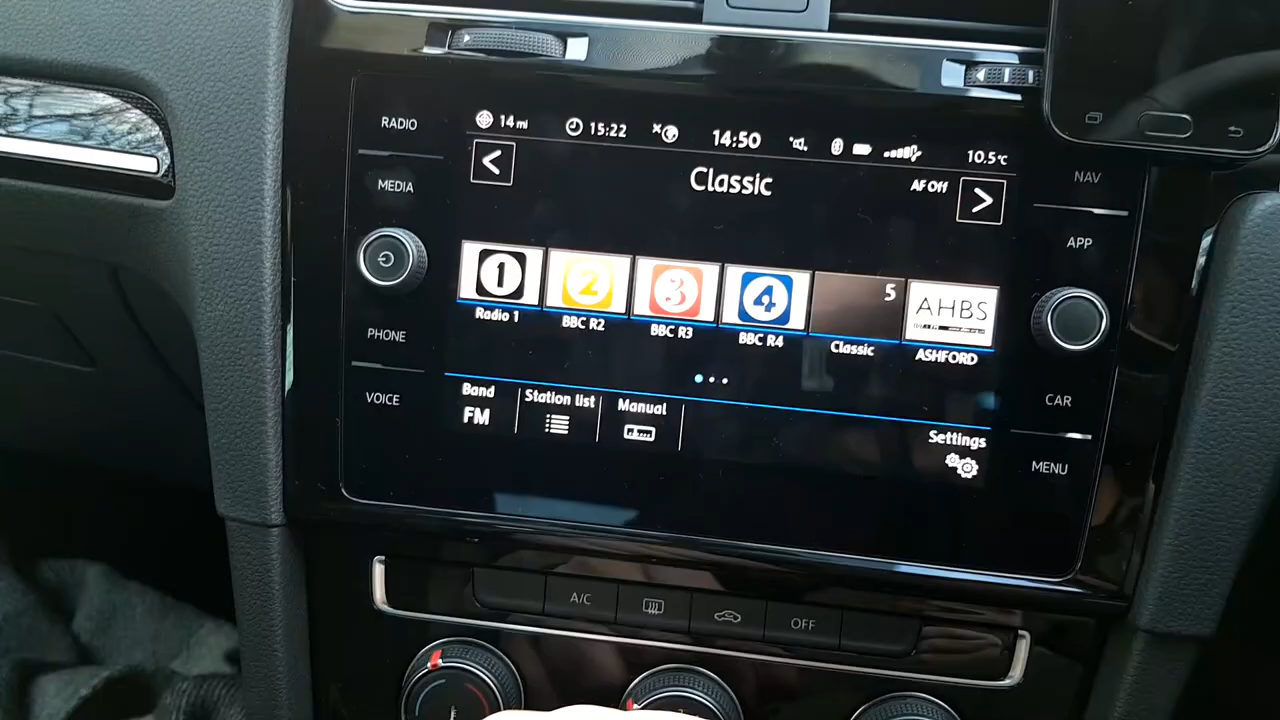 RADIO
MEDIA
PHONE
VOICE
14 mi
15:22
14:50
10.5°C
Classic
AF Off
1
2
3
4
5
AHBS
Radio 1
BBC R2
BBC R3
BBC R4
Classic
ASHFORD
Band
FM
Station list
Manual
Settings
NAV
APP
CAR
MENU
A/C
OFF